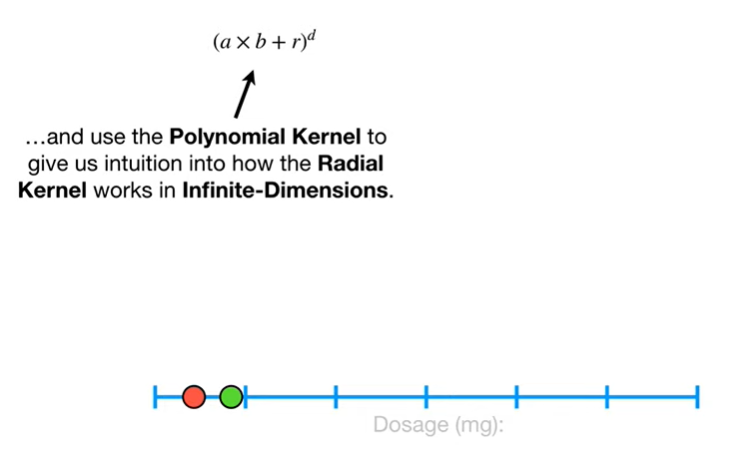 (a × b + r)^d
…and use the Polynomial Kernel to
give us intuition into how the Radial
Kernel works in Infinite-Dimensions.
Dosage (mg):